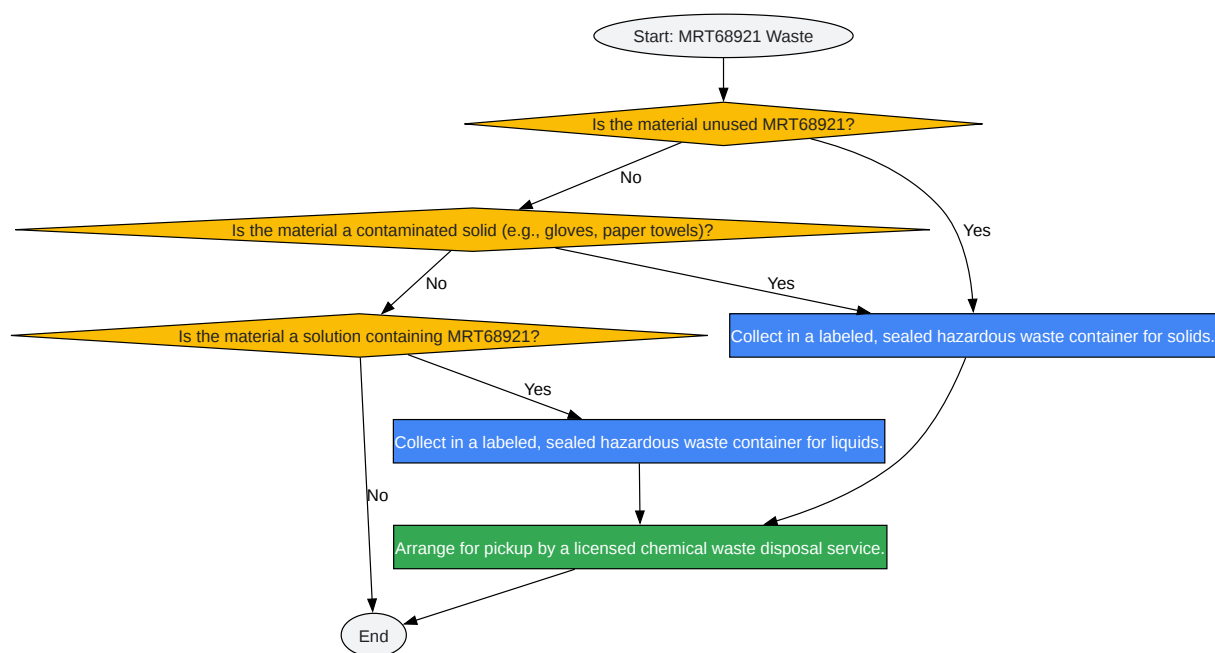 Start: MRT68921 Waste
Is the material unused MRT68921?
No
Yes
Is the material a contaminated solid (e.g., gloves, paper towels)?
No
Yes
Is the material a solution containing MRT68921?
Collect in a labeled, sealed hazardous waste container for solids.
Yes
No
Collect in a labeled, sealed hazardous waste container for liquids.
Arrange for pickup by a licensed chemical waste disposal service.
End